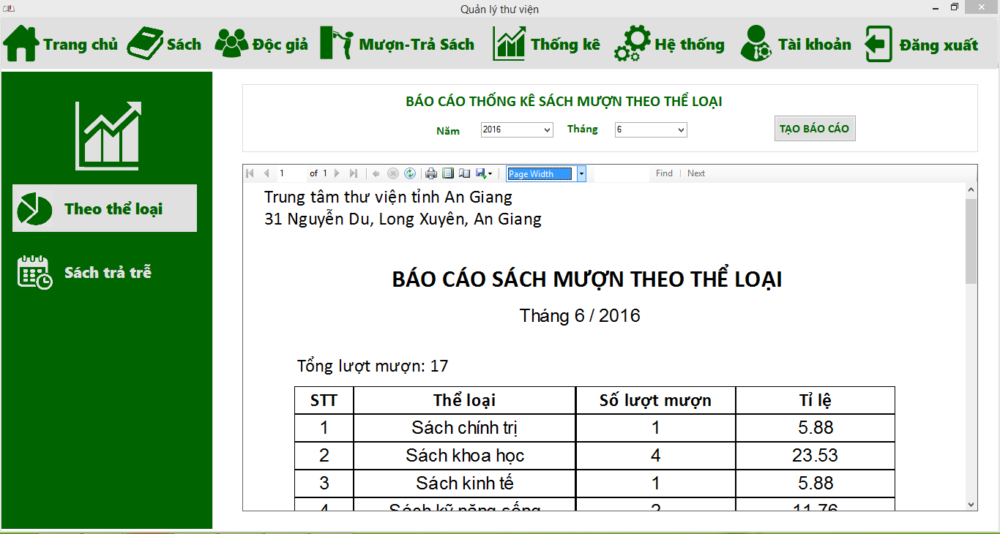 Quản lý thư viện
Trang chủ Sách Độc giả Mượn-Trả Sách Thống kê Hệ thống Tài khoản Đăng xuất
Theo thể loại
Sách trả trễ
BÁO CÁO THỐNG KÊ SÁCH MƯỢN THEO THỂ LOẠI
Năm 2016 Tháng 6 TẠO BÁO CÁO
1 of 1 Page Width Find | Next
Trung tâm thư viện tỉnh An Giang
31 Nguyễn Du, Long Xuyên, An Giang
BÁO CÁO SÁCH MƯỢN THEO THỂ LOẠI
Tháng 6 / 2016
Tổng lượt mượn: 17
STT Thể loại Số lượt mượn Tỉ lệ
1 Sách chính trị 1 5.88
2 Sách khoa học 4 23.53
3 Sách kinh tế 1 5.88
4 Sách kỹ năng sống 2 11.76